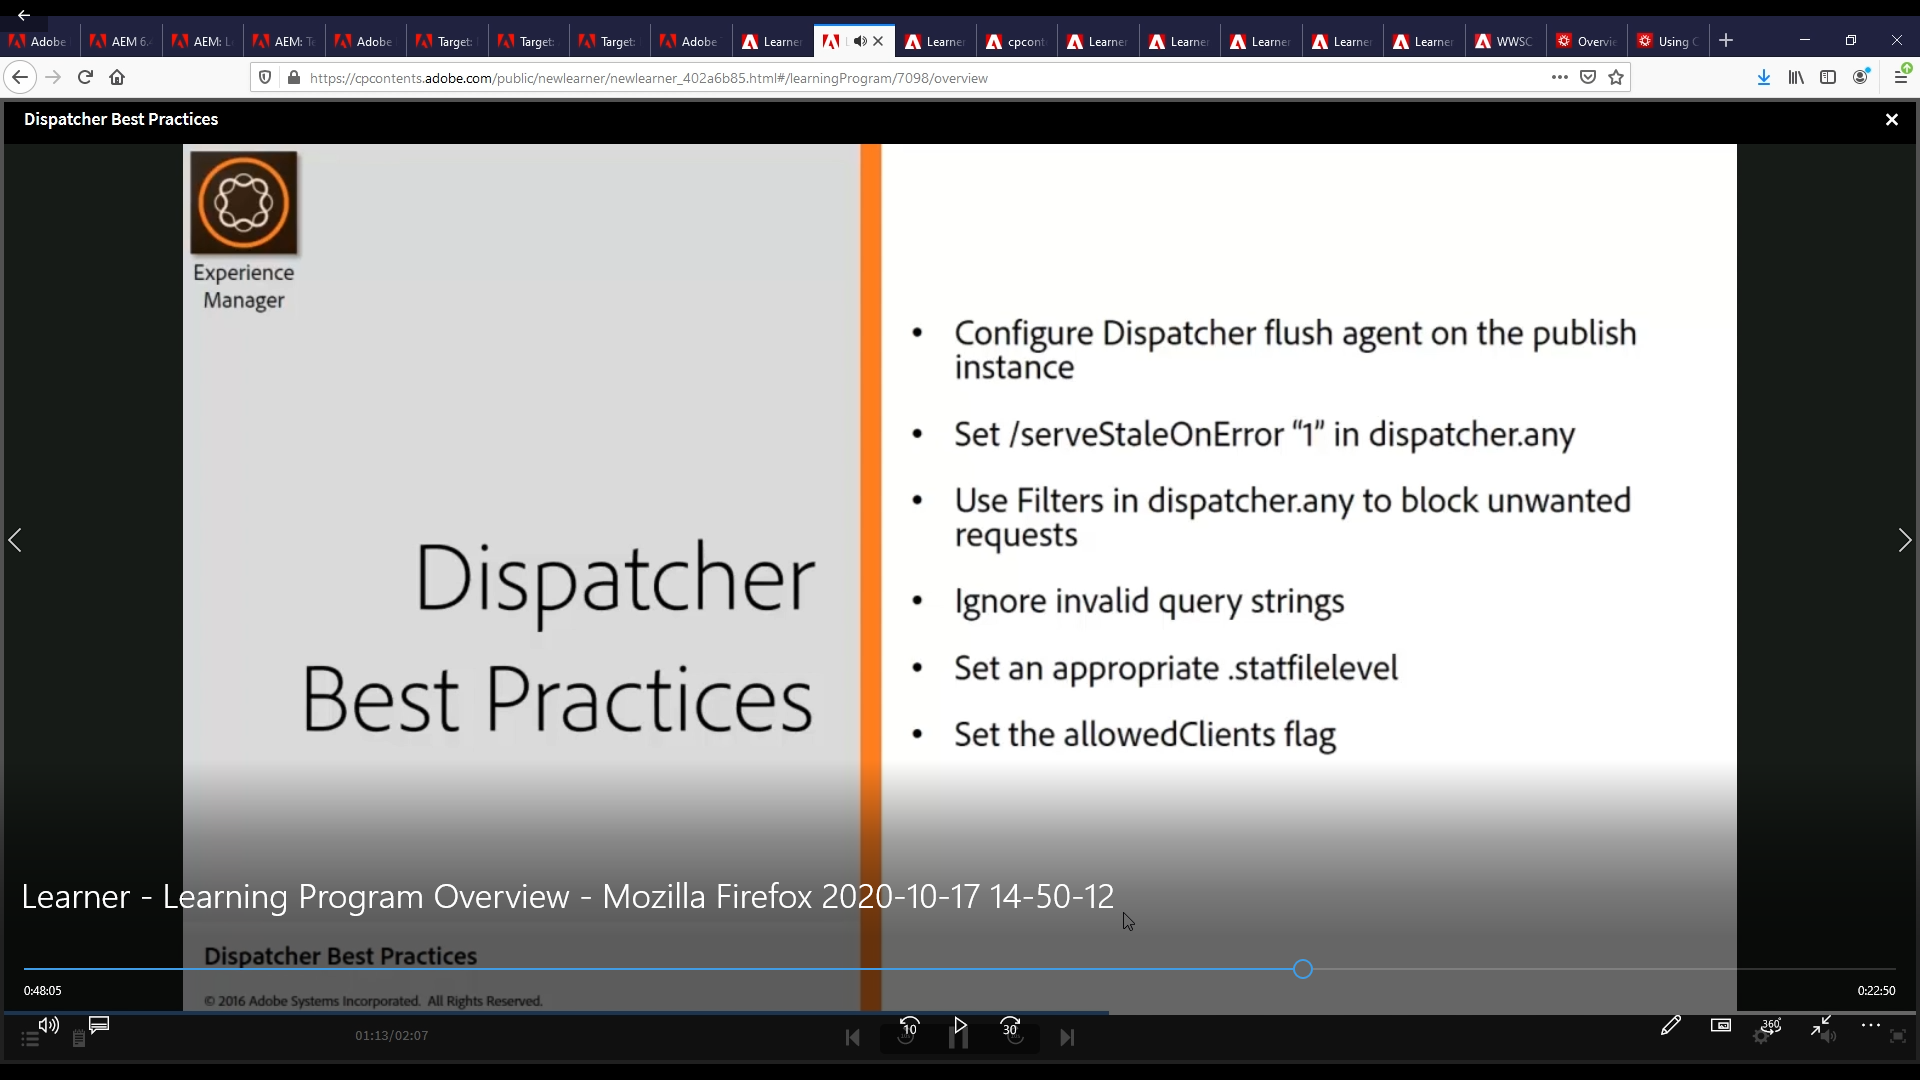 Adobe AEM 6. AEM: L AEM: T Adobe Target: Target: Target: Adobe Learner Learner cpcont Learner Learner Learner Learner Learner WWSC Overvi Using C
https://cpcontents.adobe.com/public/newlearner/newlearner_402a6b85.html#/learningProgram/7098/overview
Dispatcher Best Practices
Experience
Manager
Dispatcher
Best Practices
• Configure Dispatcher flush agent on the publish
instance
• Set /serveStaleOnError “1” in dispatcher.any
• Use Filters in dispatcher.any to block unwanted
requests
• Ignore invalid query strings
• Set an appropriate .statfilelevel
• Set the allowedClients flag
Learner - Learning Program Overview - Mozilla Firefox 2020-10-17 14-50-12
Dispatcher Best Practices
0:48:05 0:22:50
© 2016 Adobe Systems Incorporated. All Rights Reserved.
01:13/02:07 10 30 360